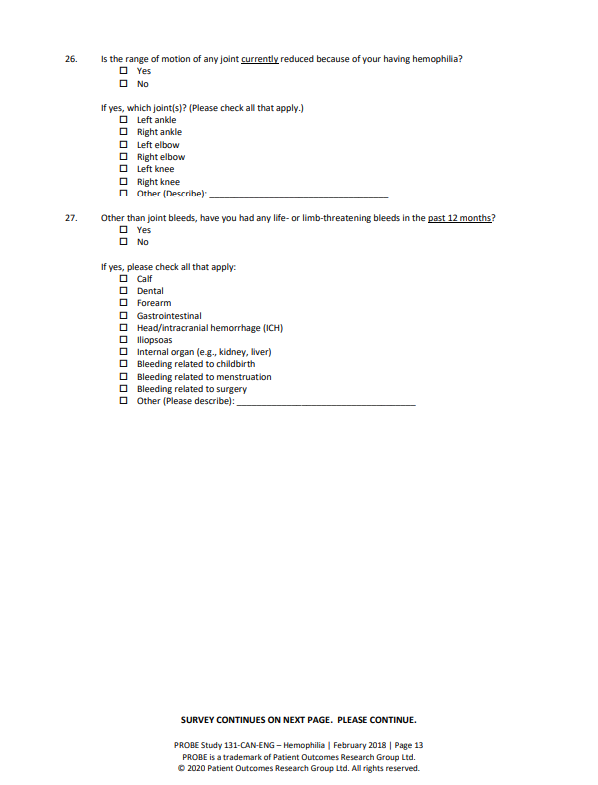 26. Is the range of motion of any joint currently reduced because of your having hemophilia?
☐ Yes
☐ No
If yes, which joint(s)? (Please check all that apply.)
☐ Left ankle
☐ Right ankle
☐ Left elbow
☐ Right elbow
☐ Left knee
☐ Right knee
☐ Other (Describe): ____________________________________
27. Other than joint bleeds, have you had any life- or limb-threatening bleeds in the past 12 months?
☐ Yes
☐ No
If yes, please check all that apply:
☐ Calf
☐ Dental
☐ Forearm
☐ Gastrointestinal
☐ Head/intracranial hemorrhage (ICH)
☐ Iliopsoas
☐ Internal organ (e.g., kidney, liver)
☐ Bleeding related to childbirth
☐ Bleeding related to menstruation
☐ Bleeding related to surgery
☐ Other (Please describe): ____________________________________
SURVEY CONTINUES ON NEXT PAGE. PLEASE CONTINUE.
PROBE Study 131-CAN-ENG – Hemophilia | February 2018 | Page 13
PROBE is a trademark of Patient Outcomes Research Group Ltd.
© 2020 Patient Outcomes Research Group Ltd. All rights reserved.